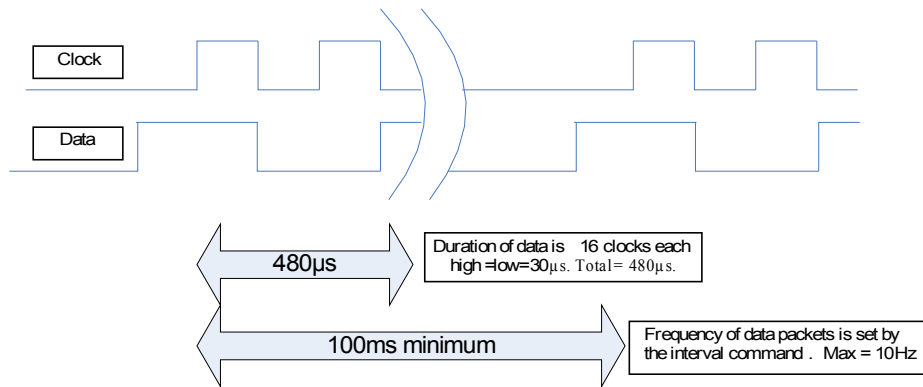 Clock
Data
480µs
Duration of data is 16 clocks each
high =low=30µs. Total= 480µs.
100ms minimum
Frequency of data packets is set by
the interval command . Max = 10Hz